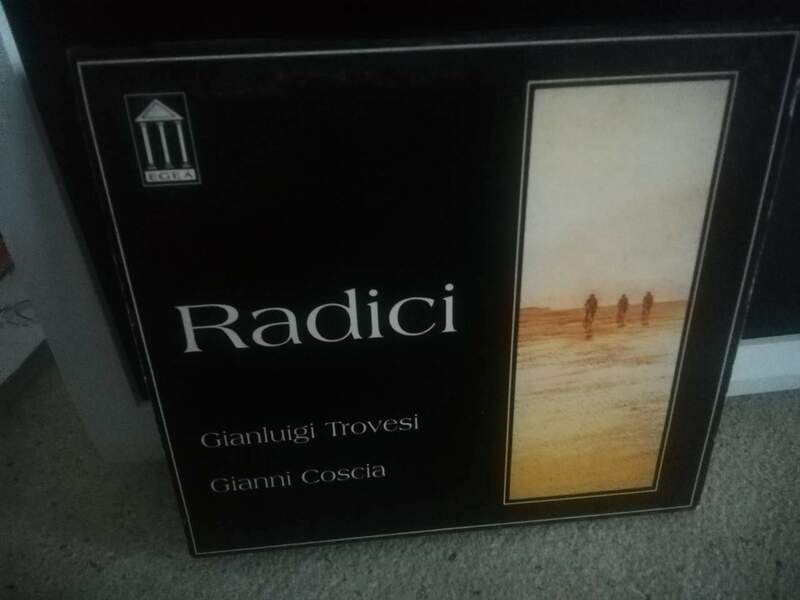 EGEA
Radici
Gianluigi Trovesi
Gianni Coscia